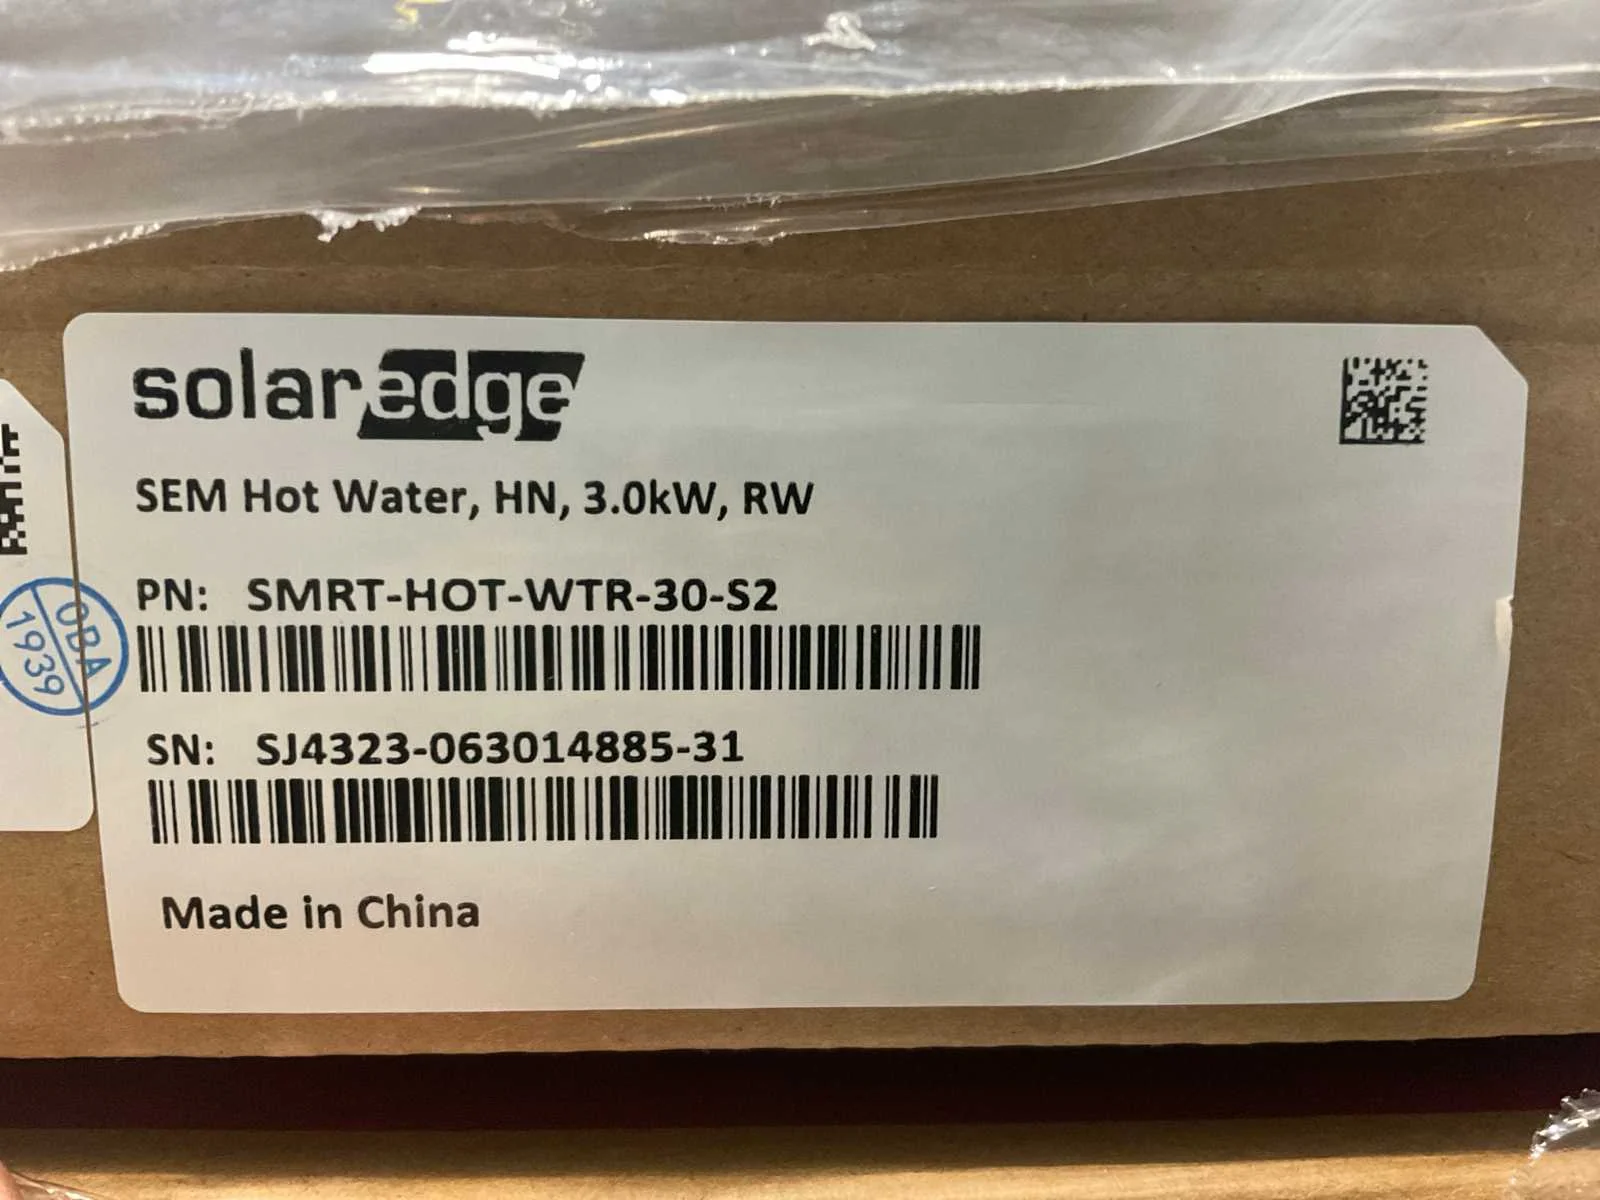 solaredge
SEM Hot Water, HN, 3.0kW, RW
PN: SMRT-HOT-WTR-30-S2
SN: SJ4323-063014885-31
Made in China
OBA
1939